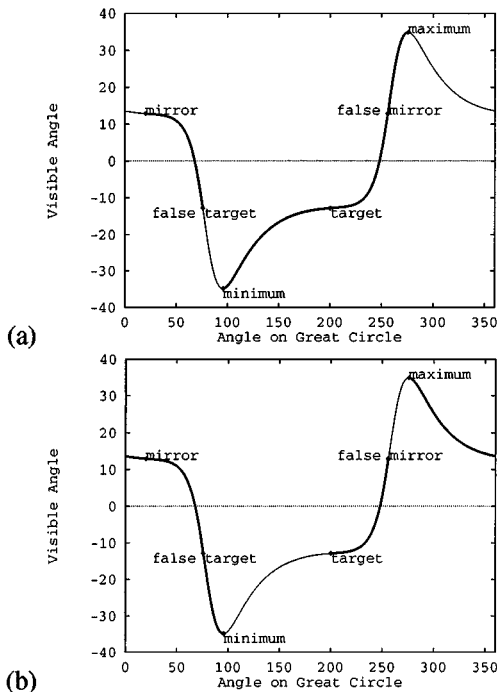 40
maximum
30
20
mirror
false mirror
10
0
Visible Angle
-10
false target
target
-20
-30
minimum
-40
0 50 100 150 200 250 300 350
Angle on Great Circle
(a)
40
maximum
30
20
mirror
false mirror
10
0
Visible Angle
-10
false target
target
-20
-30
minimum
-40
0 50 100 150 200 250 300 350
Angle on Great Circle
(b)